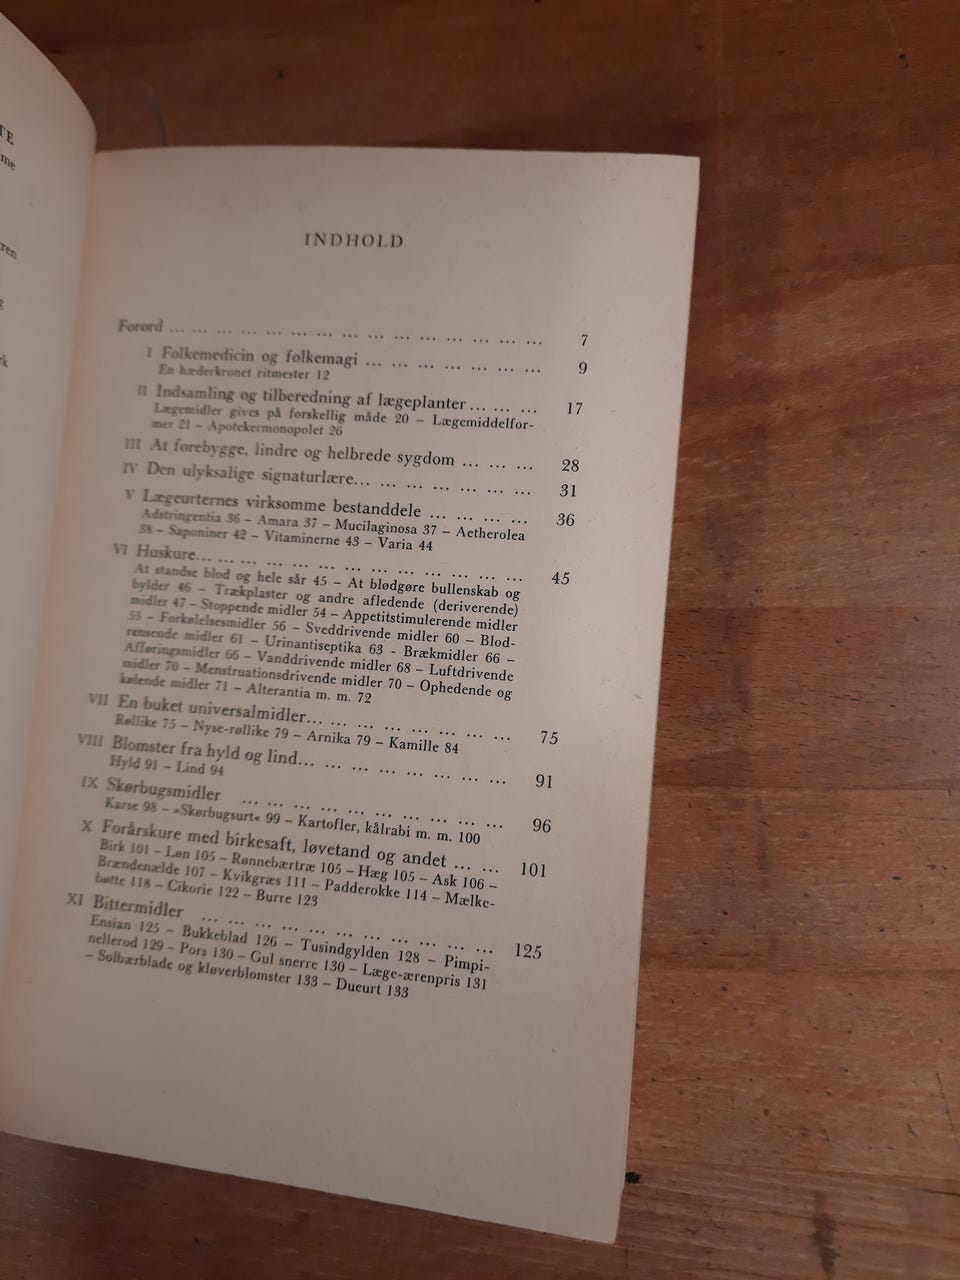 TE
me
ren
g
rk
INDHOLD
Forord ... ... ... ... ... ... ... ... ... ... ... ... ... ... ... 7
I Folkemedicin og folkemagi ... ... ... ... ... ... ... 9
En hæderkronet ritmester 12
II Indsamling og tilberedning af lægeplanter ... ... ... 17
Lægemidler gives på forskellig måde 20 – Lægemiddelfor-
mer 21 – Apotekermonopolet 26
III At forebygge, lindre og helbrede sygdom ... ... ... 28
IV Den ulyksalige signaturlære... ... ... ... ... ... ... 31
V Lægeurternes virksomme bestanddele ... ... ... ... 36
Adstringentia 36 – Amara 37 – Mucilaginosa 37 – Aetherolea
38 – Saponiner 42 – Vitaminerne 43 – Varia 44
VI Huskure... ... ... ... ... ... ... ... ... ... ... ... ... 45
At standse blod og hele sår 45 – At blødgøre bullenskab og
bylder 46 – Trækplaster og andre afledende (deriverende)
midler 47 – Stoppende midler 54 – Appetitstimulerende midler
55 – Forkølelsesmidler 56 – Sveddrivende midler 60 – Blod-
rensende midler 61 – Urinantiseptika 63 - Brækmidler 66 –
Afføringsmidler 66 – Vanddrivende midler 68 – Luftdrivende
midler 70 – Menstruationsdrivende midler 70 – Ophedende og
kølende midler 71 – Alterantia m. m. 72
VII En buket universalmidler... ... ... ... ... ... ... ... 75
Røllike 75 – Nyse-røllike 79 – Arnika 79 – Kamille 84
VIII Blomster fra hyld og lind... ... ... ... ... ... ... ... 91
Hyld 91 – Lind 94
IX Skørbugsmidler ... ... ... ... ... ... ... ... ... ... 96
Karse 98 – »Skørbugsurt« 99 – Kartofler, kålrabi m. m. 100
X Forårskure med birkesaft, løvetand og andet ... ... 101
Birk 101 – Løn 105 – Rønnebærtræ 105 – Hæg 105 – Ask 106 –
Brændenælde 107 – Kvikgræs 111 – Padderokke 114 – Mælke-
bøtte 118 – Cikorie 122 – Burre 123
XI Bittermidler ... ... ... ... ... ... ... ... ... ... ... 125
Ensian 125 – Bukkeblad 126 – Tusindgylden 128 – Pimpi-
nellerod 129 – Pors 130 – Gul snerre 130 – Læge-ærenpris 131
– Solbærblade og kløverblomster 133 – Dueurt 133